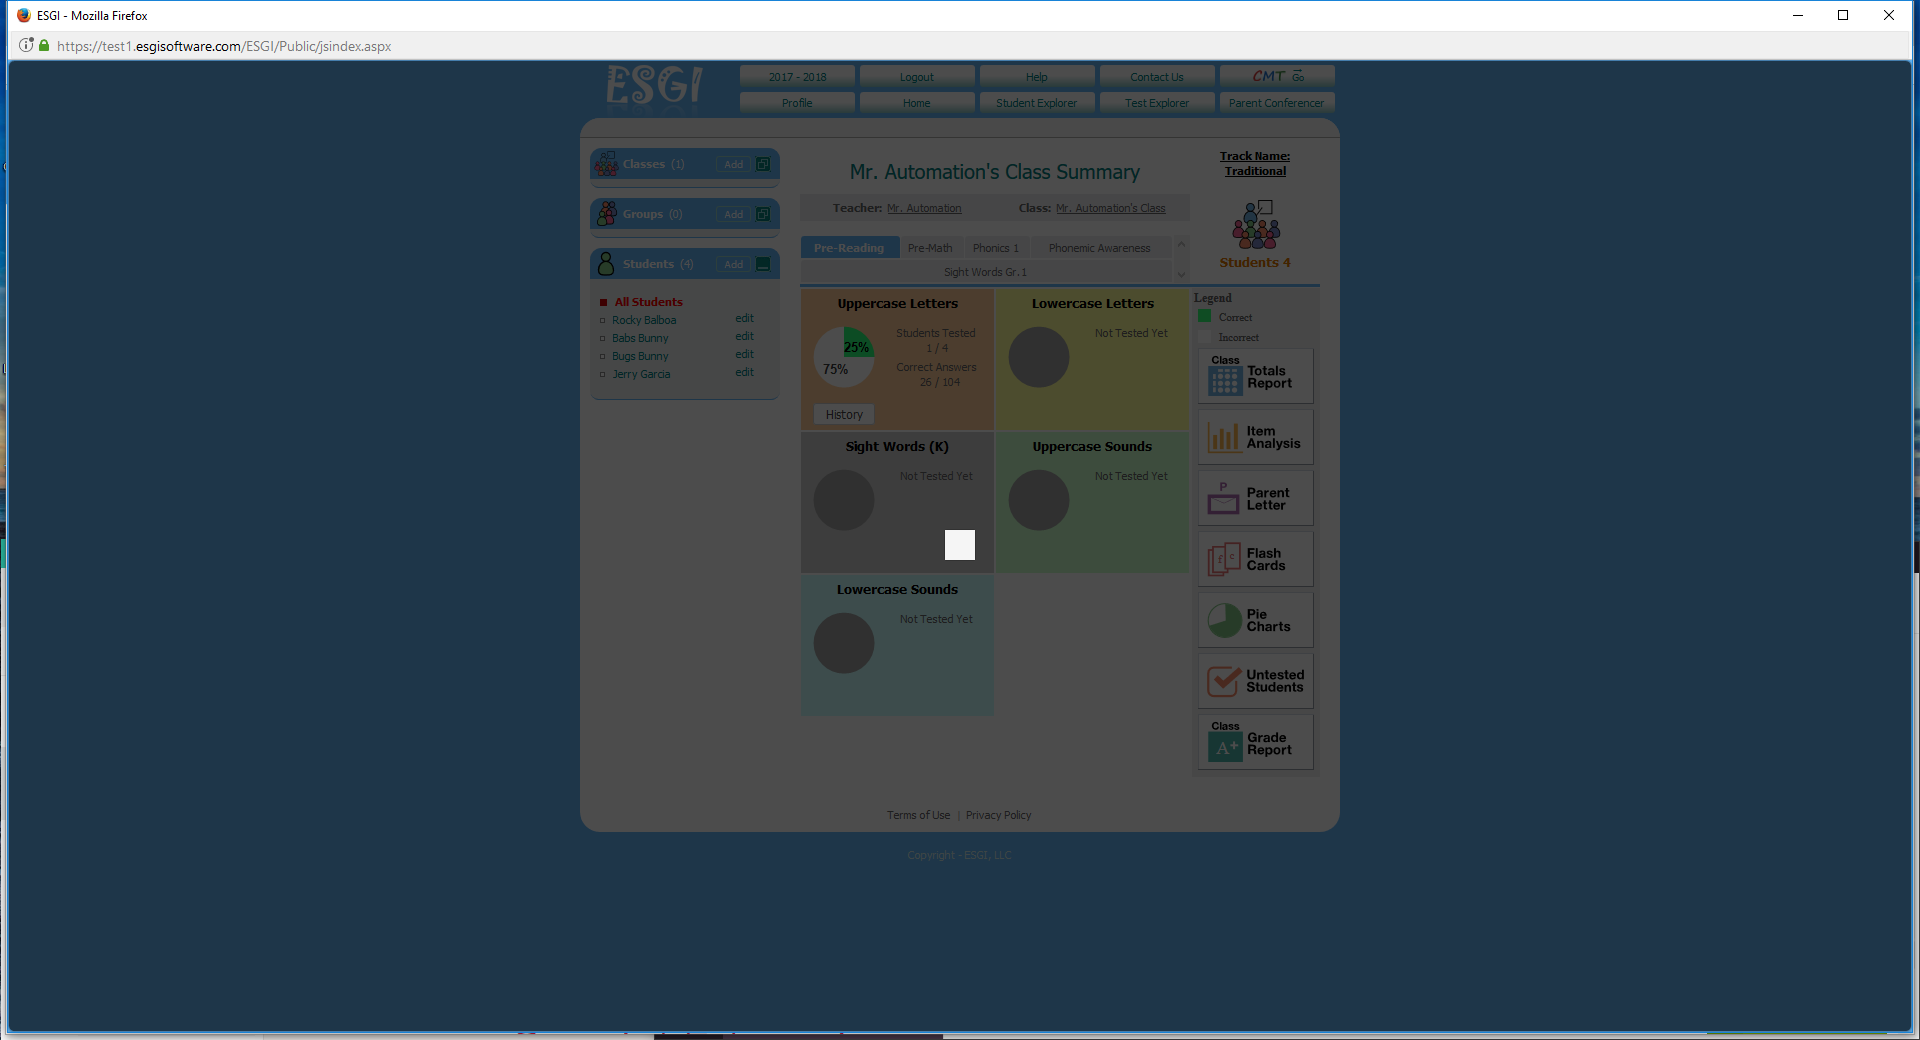 ESGI - Mozilla Firefox
https://test1.esgisoftware.com/ESGI/Public/jsindex.aspx
ESGI
2017 - 2018 Logout Help Contact Us CMT Go
Profile Home Student Explorer Test Explorer Parent Conferencer
Classes (1) Add
Groups (0) Add
Students (4) Add
All Students
Rocky Balboa edit
Babs Bunny edit
Bugs Bunny edit
Jerry Garcia edit
Mr. Automation's Class Summary
Teacher: Mr. Automation Class: Mr. Automation's Class
Track Name:
Traditional
Students 4
Pre-Reading Pre-Math Phonics 1 Phonemic Awareness
Sight Words Gr.1
Uppercase Letters
25%
75%
Students Tested
1 / 4
Correct Answers
26 / 104
History
Lowercase Letters
Not Tested Yet
Sight Words (K)
Not Tested Yet
Uppercase Sounds
Not Tested Yet
Lowercase Sounds
Not Tested Yet
Legend
Correct
Incorrect
Class
Totals
Report
Item
Analysis
P
Parent
Letter
Flash
Cards
Pie
Charts
Untested
Students
Class
A+
Grade
Report
Terms of Use | Privacy Policy
Copyright - ESGI, LLC